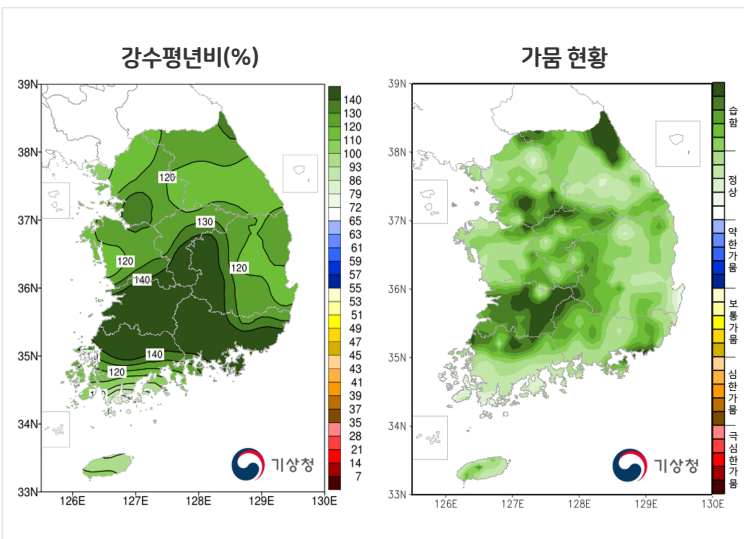 강수평년비(%)
39N
38N
37N
36N
35N
34N
33N
126E
127E
128E
129E
130E
120
130
120
120
140
140
120
기상청
140
130
120
110
100
93
86
79
72
65
63
61
59
57
55
53
51
49
47
45
43
41
39
37
35
28
21
14
7
가뭄 현황
39N
38N
37N
36N
35N
34N
33N
126E
127E
128E
129E
130E
기상청
습함
정상
약한가뭄
보통가뭄
심한가뭄
극심한가뭄